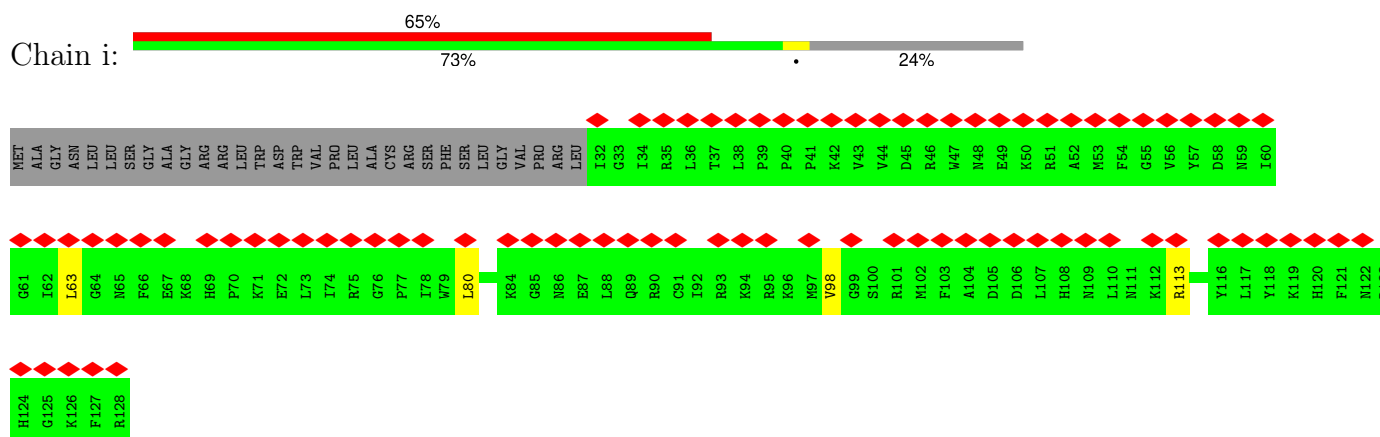 65%
Chain i:
73% • 24%
MET ALA GLY ASN LEU LEU SER GLY ALA GLY ARG ARG LEU TRP ASP TRP VAL PRO LEU ALA CYS ARG SER PHE SER LEU GLY VAL PRO ARG LEU I32 G33 I34 R35 L36 T37 L38 P39 P40 P41 K42 V43 V44 D45 R46 W47 N48 E49 K50 R51 A52 M53 F54 G55 V56 Y57 D58 N59 I60
G61 I62 L63 G64 N65 F66 E67 K68 H69 P70 K71 E72 L73 I74 R75 G76 P77 I78 W79 L80 K84 G85 N86 E87 L88 Q89 R90 C91 I92 R93 K94 R95 K96 M97 V98 G99 S100 R101 M102 F103 A104 D105 D106 L107 H108 N109 L110 N111 K112 R113 Y116 L117 Y118 K119 H120 F121 N122
H124 G125 K126 F127 R128